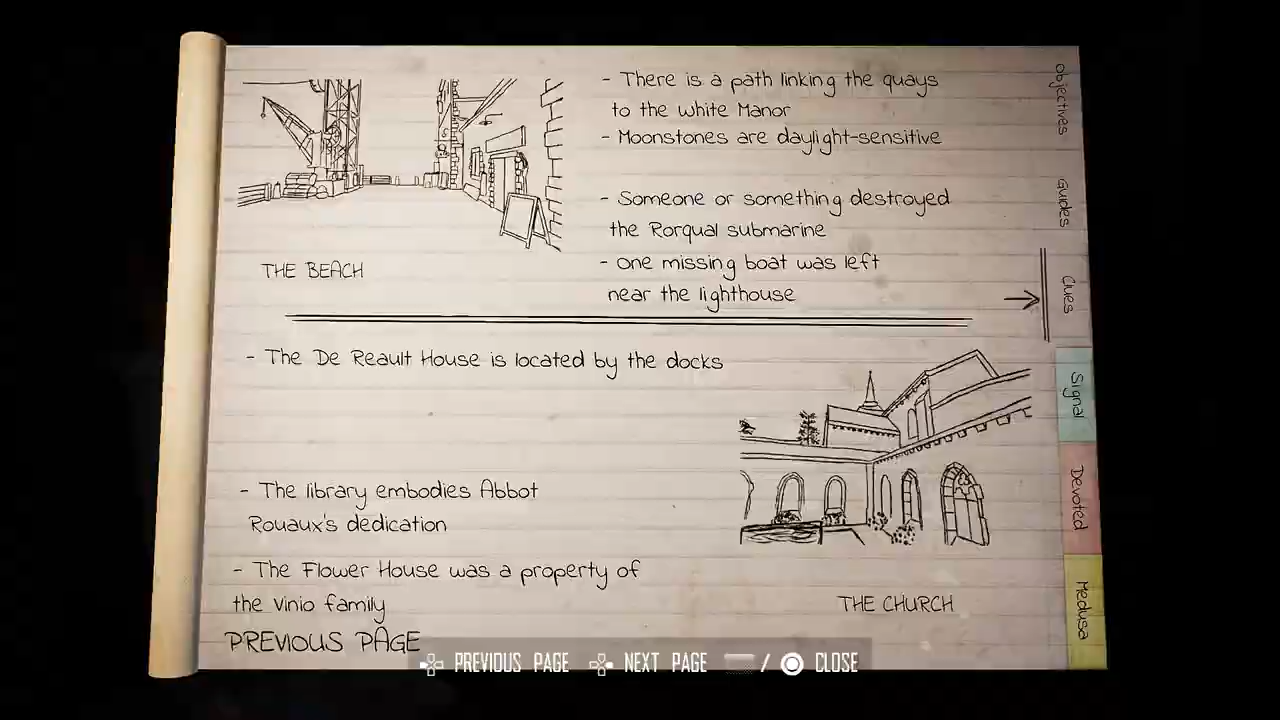 - There is a path linking the quays
to the white Manor
- Moonstones are daylight-sensitive
- Someone or something destroyed
the Rorqual submarine
- One missing boat was left
near the lighthouse
THE BEACH
- The De Reault House is located by the docks
- The library embodies Abbot
Rouaux's dedication
- The Flower House was a property of
the Vinio family
THE CHURCH
PREVIOUS PAGE
PREVIOUS PAGE NEXT PAGE / CLOSE
Objectives
Guides
Clues
Signal
Devoted
Medusa